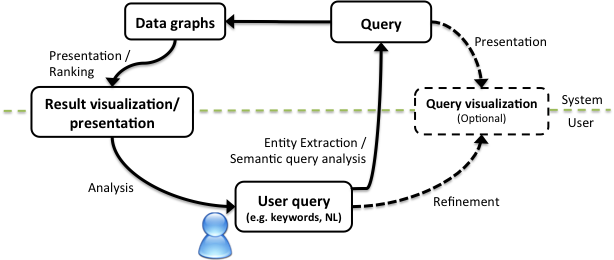 Data graphs
Query
Presentation /
Ranking
Presentation
Result visualization/
presentation
Query visualization
(Optional)
System
User
Entity Extraction /
Semantic query analysis
Analysis
User query
(e.g. keywords, NL)
Refinement